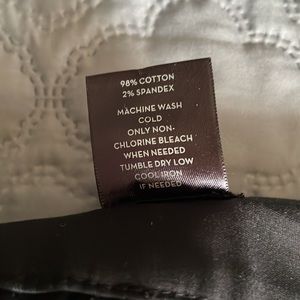 98% COTTON
2% SPANDEX
MACHINE WASH
COLD
ONLY NON-
CHLORINE BLEACH
WHEN NEEDED
TUMBLE DRY LOW
COOL IRON
IF NEEDED